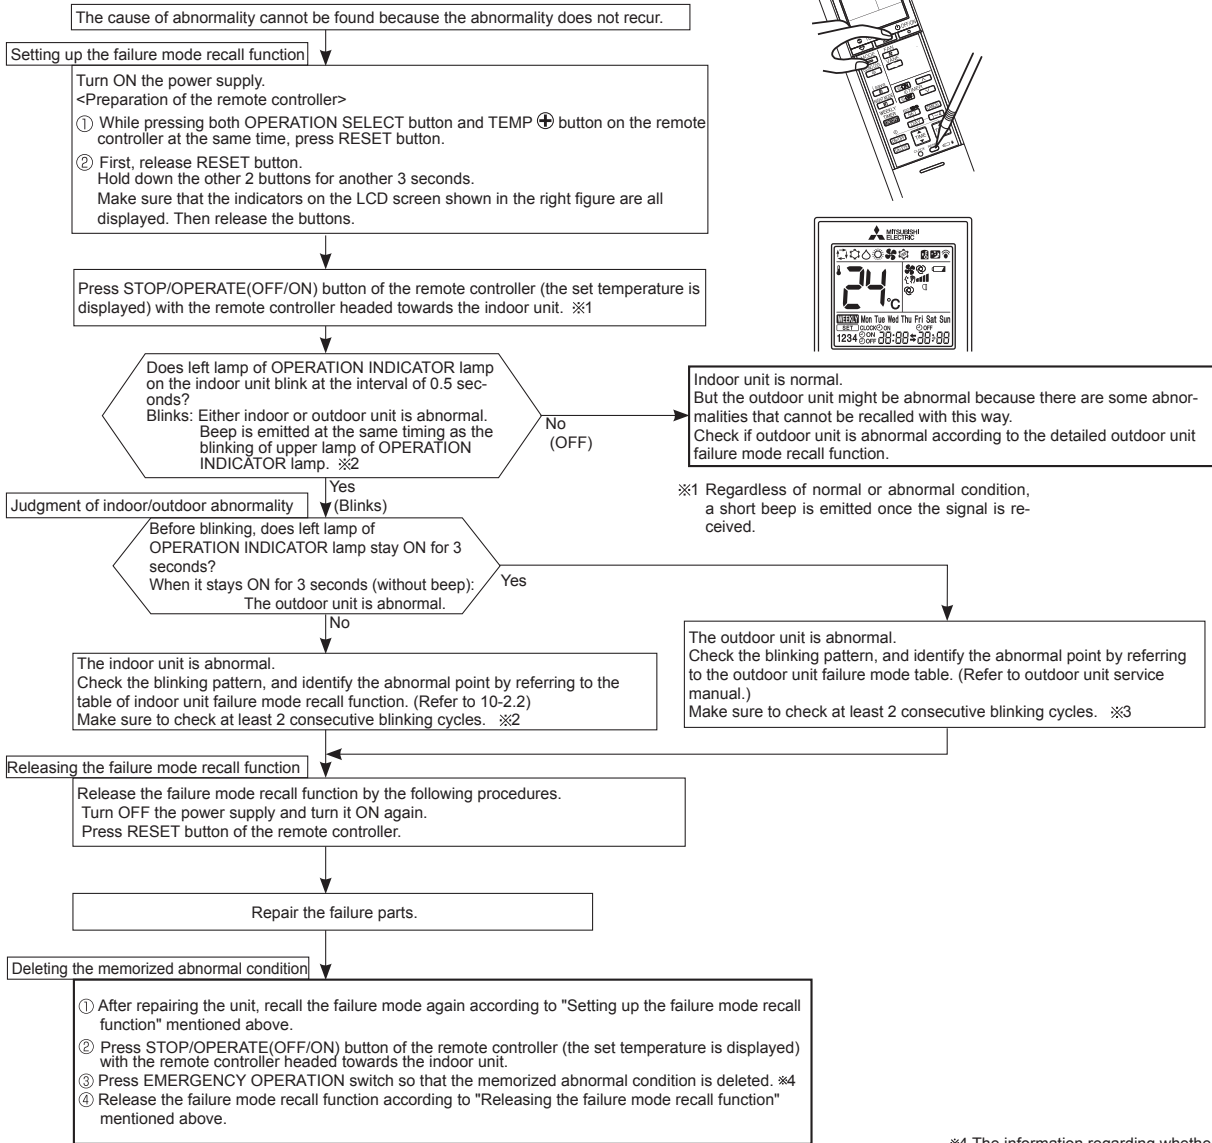 The cause of abnormality cannot be found because the abnormality does not recur.
Setting up the failure mode recall function
Turn ON the power supply.
<Preparation of the remote controller>
① While pressing both OPERATION SELECT button and TEMP ⊕ button on the remote
controller at the same time, press RESET button.
② First, release RESET button.
Hold down the other 2 buttons for another 3 seconds.
Make sure that the indicators on the LCD screen shown in the right figure are all
displayed. Then release the buttons.
MITSUBISHI
ELECTRIC
24°C
WEEKLY Mon Tue Wed Thu Fri Sat Sun
SET CLOCK ON OFF
1234 ON 88:88 88:88
OFF
Press STOP/OPERATE(OFF/ON) button of the remote controller (the set temperature is
displayed) with the remote controller headed towards the indoor unit. ※1
Does left lamp of OPERATION INDICATOR lamp
on the indoor unit blink at the interval of 0.5 sec-
onds?
Blinks: Either indoor or outdoor unit is abnormal.
Beep is emitted at the same timing as the
blinking of upper lamp of OPERATION
INDICATOR lamp. ※2
No
(OFF)
Indoor unit is normal.
But the outdoor unit might be abnormal because there are some abnor-
malities that cannot be recalled with this way.
Check if outdoor unit is abnormal according to the detailed outdoor unit
failure mode recall function.
※1 Regardless of normal or abnormal condition,
a short beep is emitted once the signal is re-
ceived.
Yes
(Blinks)
Judgment of indoor/outdoor abnormality
Before blinking, does left lamp of
OPERATION INDICATOR lamp stay ON for 3
seconds?
When it stays ON for 3 seconds (without beep):
The outdoor unit is abnormal.
Yes
No
The indoor unit is abnormal.
Check the blinking pattern, and identify the abnormal point by referring to the
table of indoor unit failure mode recall function. (Refer to 10-2.2)
Make sure to check at least 2 consecutive blinking cycles. ※2
The outdoor unit is abnormal.
Check the blinking pattern, and identify the abnormal point by referring
to the outdoor unit failure mode table. (Refer to outdoor unit service
manual.)
Make sure to check at least 2 consecutive blinking cycles. ※3
Releasing the failure mode recall function
Release the failure mode recall function by the following procedures.
Turn OFF the power supply and turn it ON again.
Press RESET button of the remote controller.
Repair the failure parts.
Deleting the memorized abnormal condition
① After repairing the unit, recall the failure mode again according to "Setting up the failure mode recall
function" mentioned above.
② Press STOP/OPERATE(OFF/ON) button of the remote controller (the set temperature is displayed)
with the remote controller headed towards the indoor unit.
③ Press EMERGENCY OPERATION switch so that the memorized abnormal condition is deleted. ※4
④ Release the failure mode recall function according to "Releasing the failure mode recall function"
mentioned above.